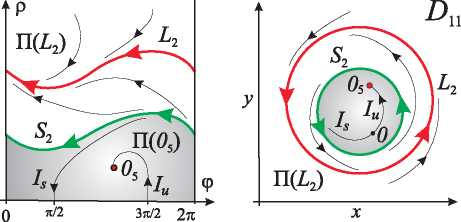 ρ
Π(L₂)
L₂
S₂
Π(0₅)
0₅
I_s
I_u
φ
0
π/2
3π/2
2π
D₁₁
y
S₂
L₂
0₅
I_u
I_s
0
Π(L₂)
x